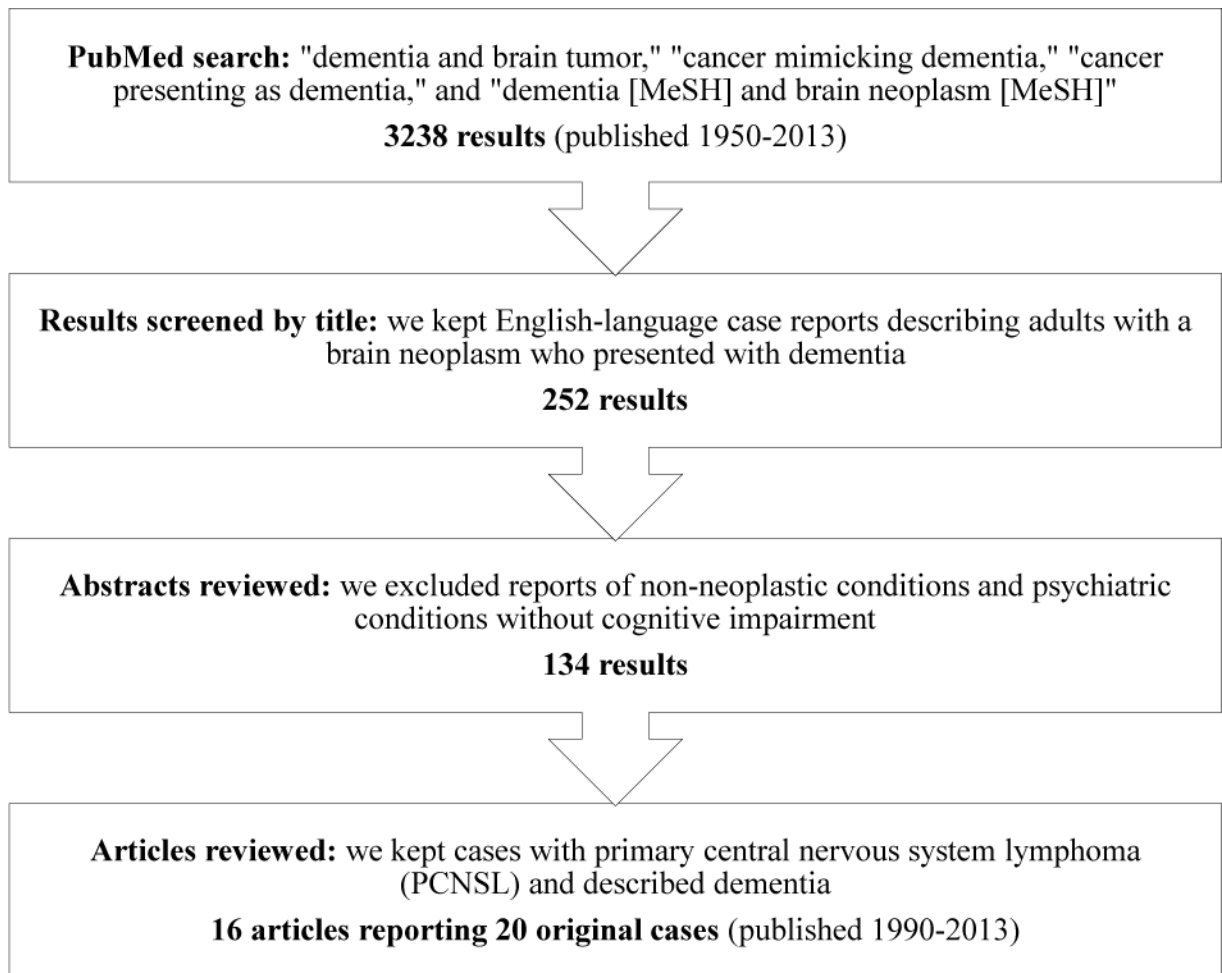 PubMed search: "dementia and brain tumor," "cancer mimicking dementia," "cancer
presenting as dementia," and "dementia [MeSH] and brain neoplasm [MeSH]"
3238 results (published 1950-2013)
Results screened by title: we kept English-language case reports describing adults with a
brain neoplasm who presented with dementia
252 results
Abstracts reviewed: we excluded reports of non-neoplastic conditions and psychiatric
conditions without cognitive impairment
134 results
Articles reviewed: we kept cases with primary central nervous system lymphoma
(PCNSL) and described dementia
16 articles reporting 20 original cases (published 1990-2013)